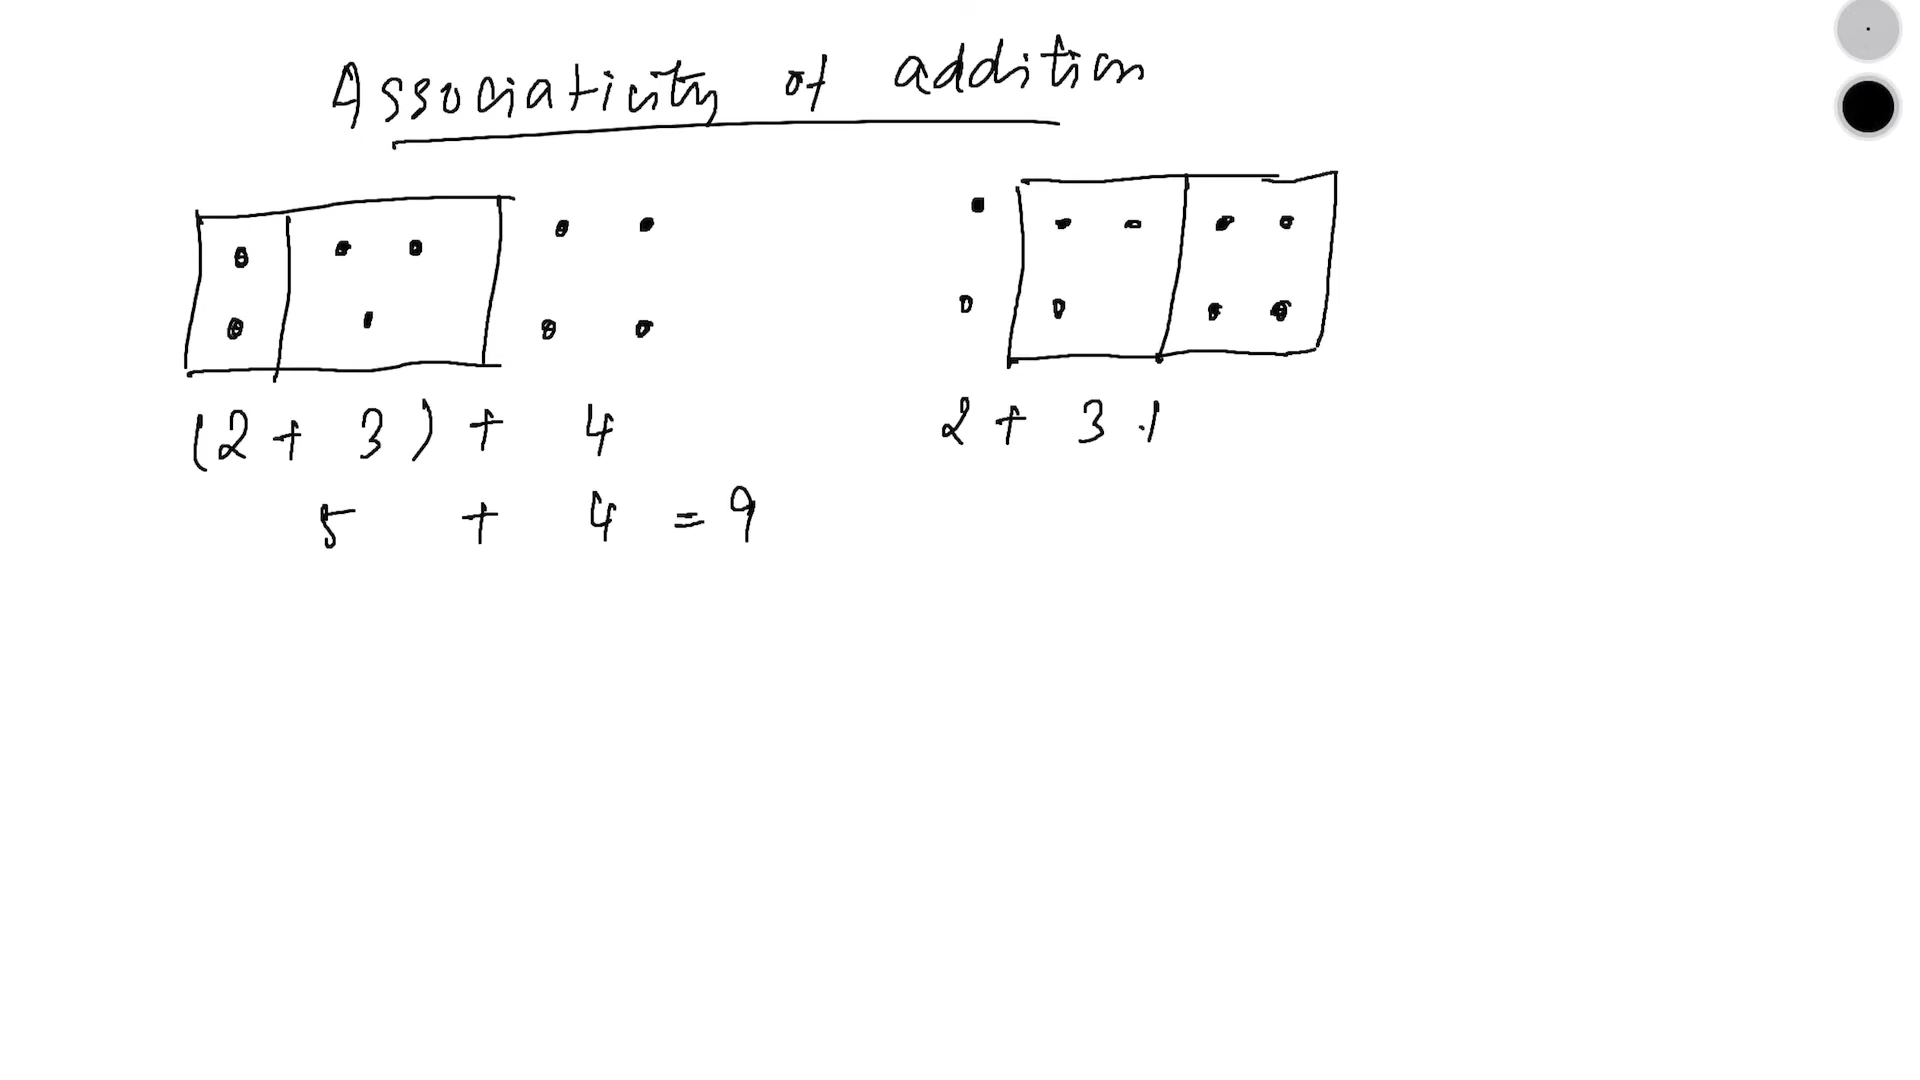 Associativity of addition
(2 + 3) + 4
5 + 4 = 9
2 + 3